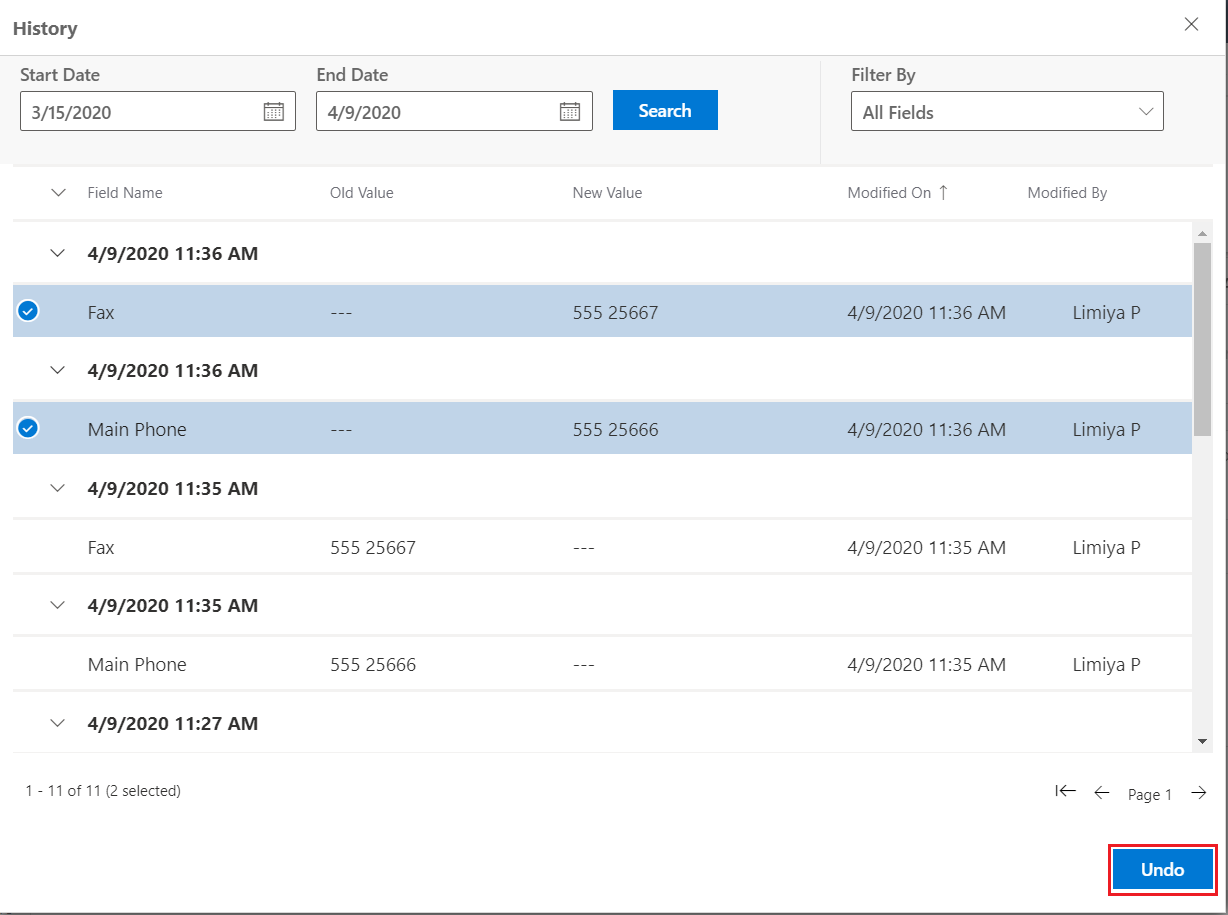 History
Start Date End Date Filter By
3/15/2020 4/9/2020 Search All Fields
Field Name Old Value New Value Modified On ↑ Modified By
4/9/2020 11:36 AM
Fax --- 555 25667 4/9/2020 11:36 AM Limiya P
4/9/2020 11:36 AM
Main Phone --- 555 25666 4/9/2020 11:36 AM Limiya P
4/9/2020 11:35 AM
Fax 555 25667 --- 4/9/2020 11:35 AM Limiya P
4/9/2020 11:35 AM
Main Phone 555 25666 --- 4/9/2020 11:35 AM Limiya P
4/9/2020 11:27 AM
1 - 11 of 11 (2 selected) Page 1
Undo